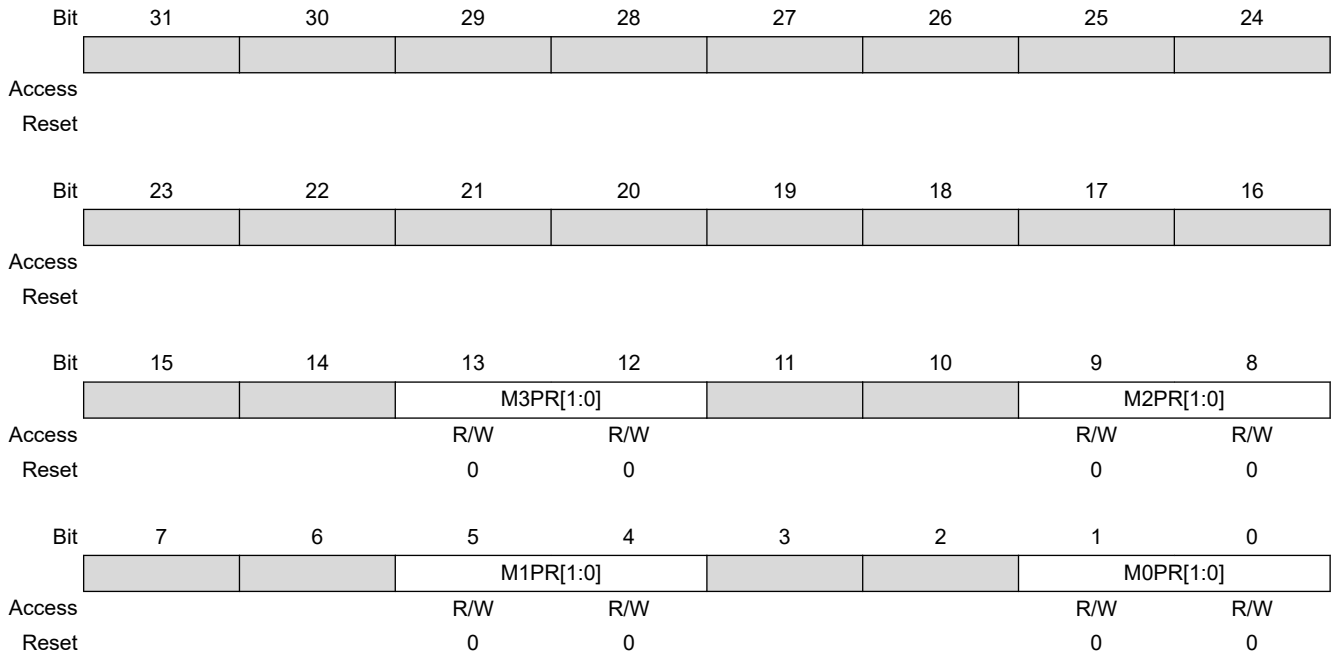 Bit 31 30 29 28 27 26 25 24
Access
Reset
Bit 23 22 21 20 19 18 17 16
Access
Reset
Bit 15 14 13 12 11 10 9 8
M3PR[1:0] M2PR[1:0]
Access R/W R/W R/W R/W
Reset 0 0 0 0
Bit 7 6 5 4 3 2 1 0
M1PR[1:0] M0PR[1:0]
Access R/W R/W R/W R/W
Reset 0 0 0 0